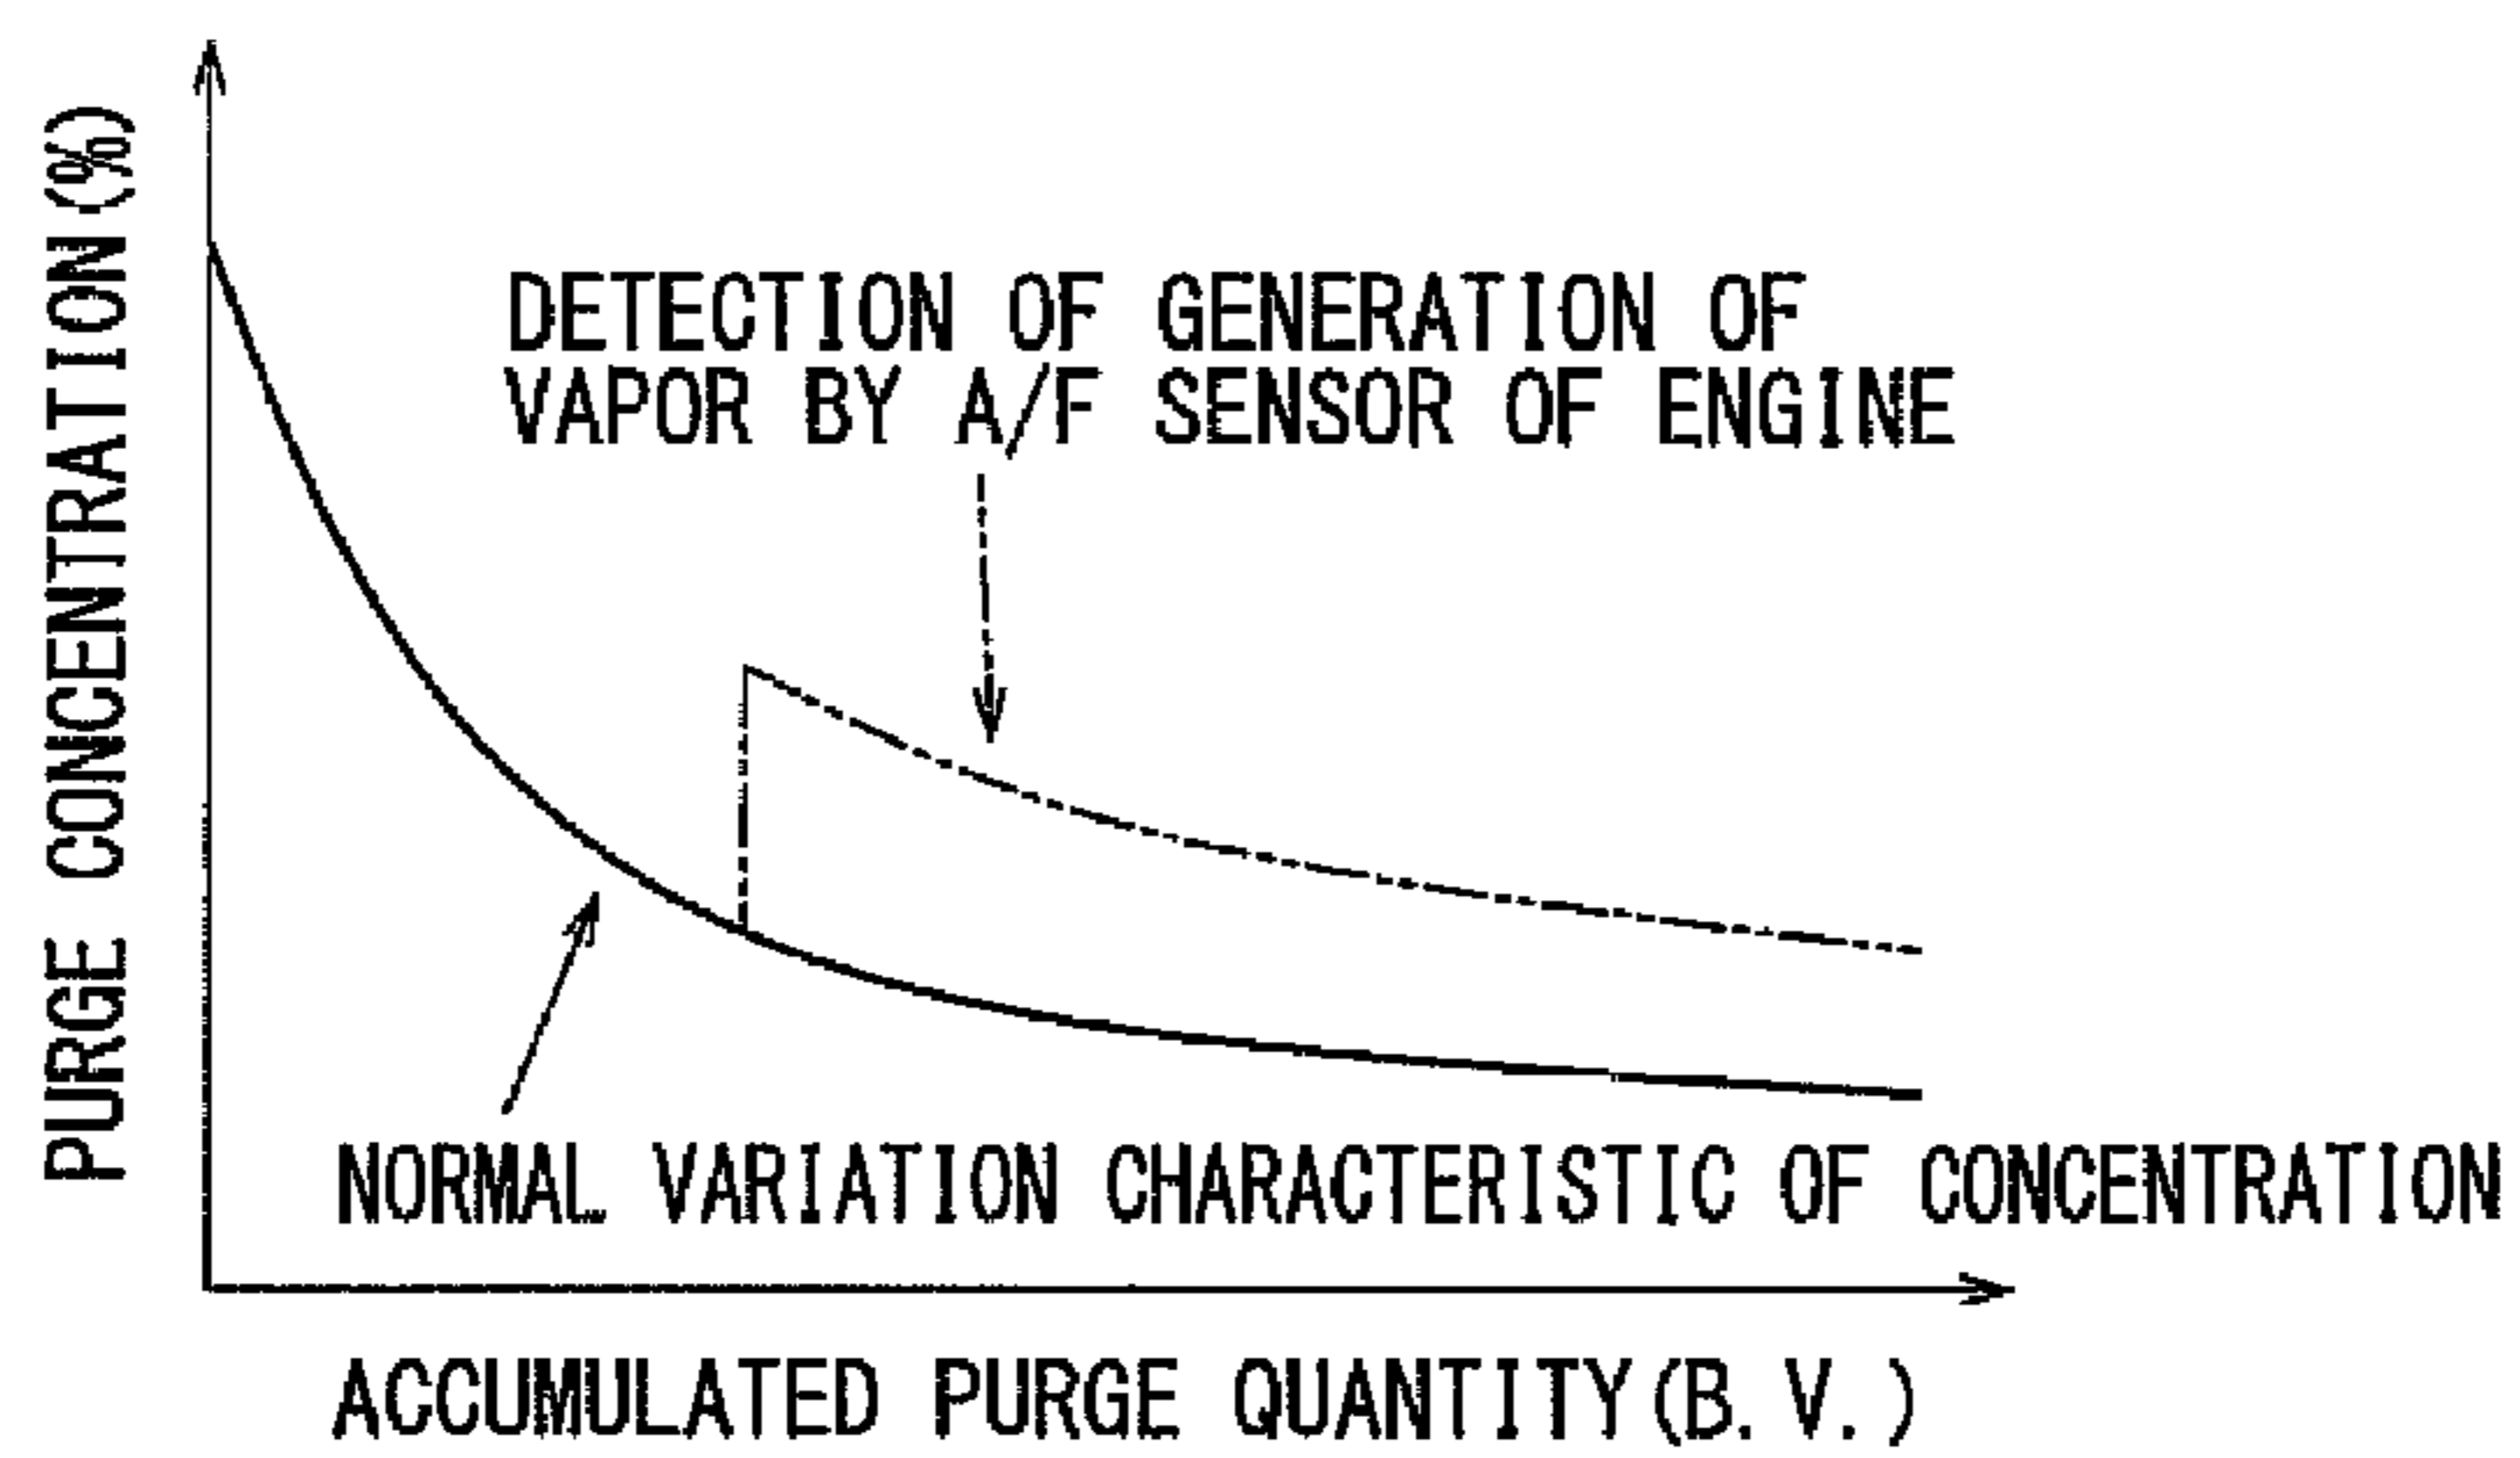 PURGE CONCENTRATION(%)
DETECTION OF GENERATION OF
VAPOR BY A/F SENSOR OF ENGINE
NORMAL VARIATION CHARACTERISTIC OF CONCENTRATION
ACCUMULATED PURGE QUANTITY(B.V.)